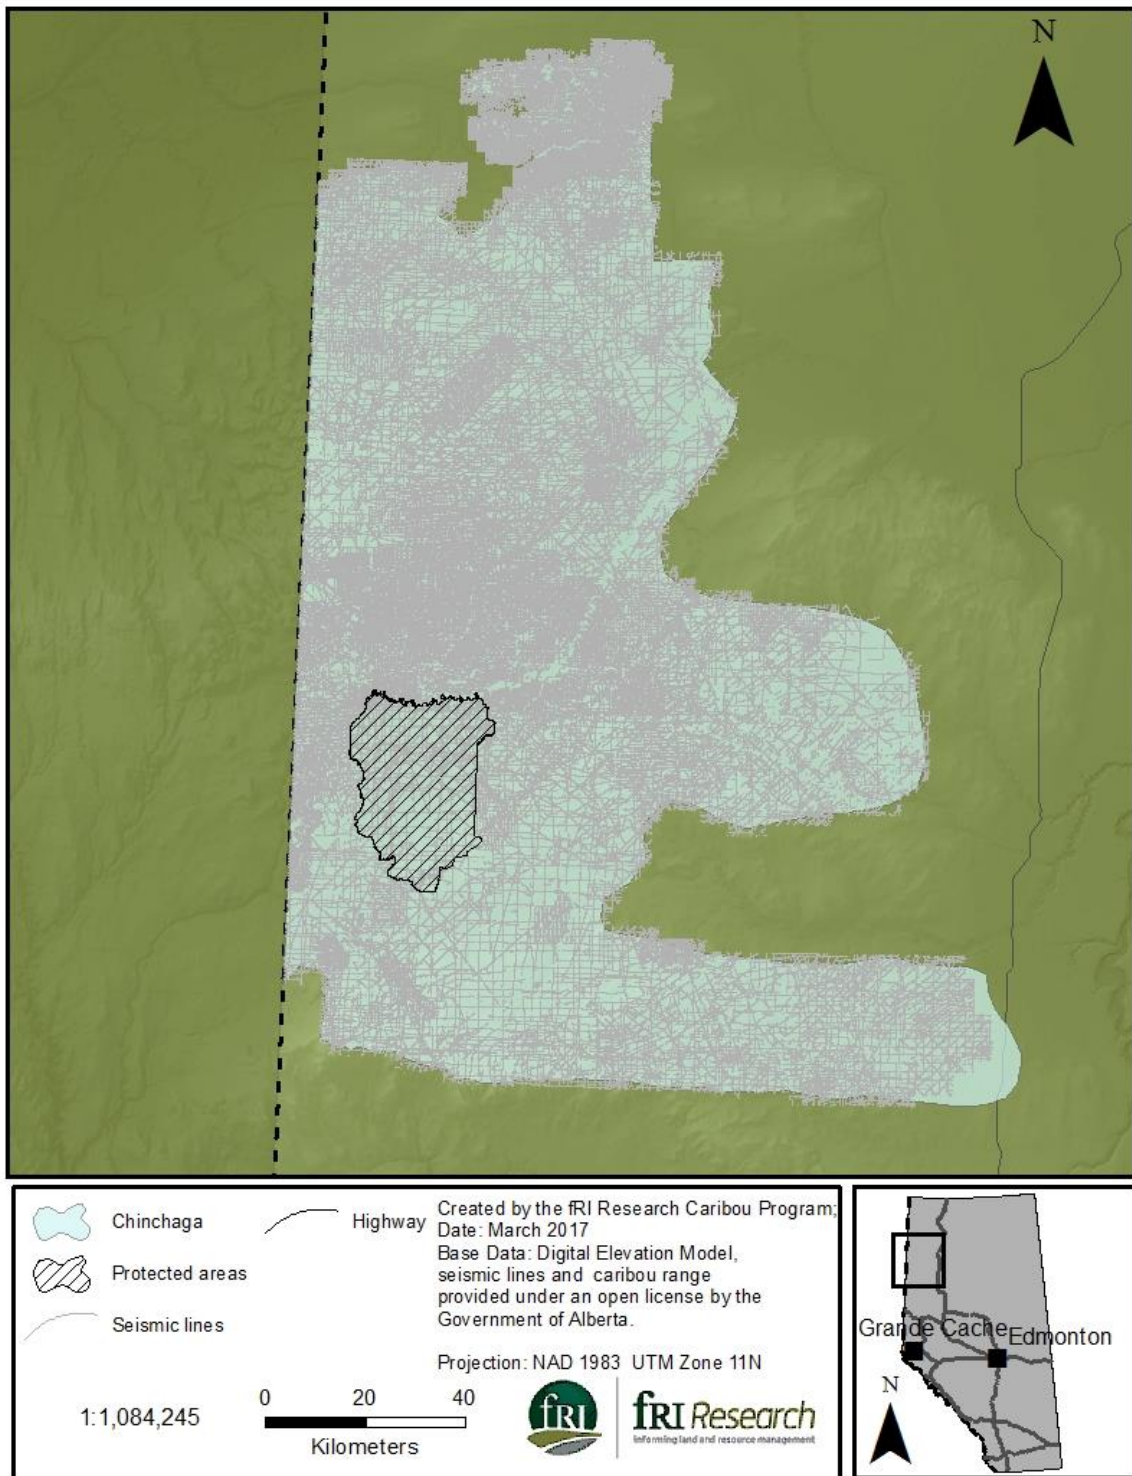 N
Chinchaga
Protected areas
Seismic lines
Highway
Created by the fRI Research Caribou Program;
Date: March 2017
Base Data: Digital Elevation Model,
seismic lines and caribou range
provided under an open license by the
Government of Alberta.
Projection: NAD 1983 UTM Zone 11N
1:1,084,245
0 20 40
Kilometers
fRI
fRI Research
Informing land and resource management
Grande Cache
Edmonton
N